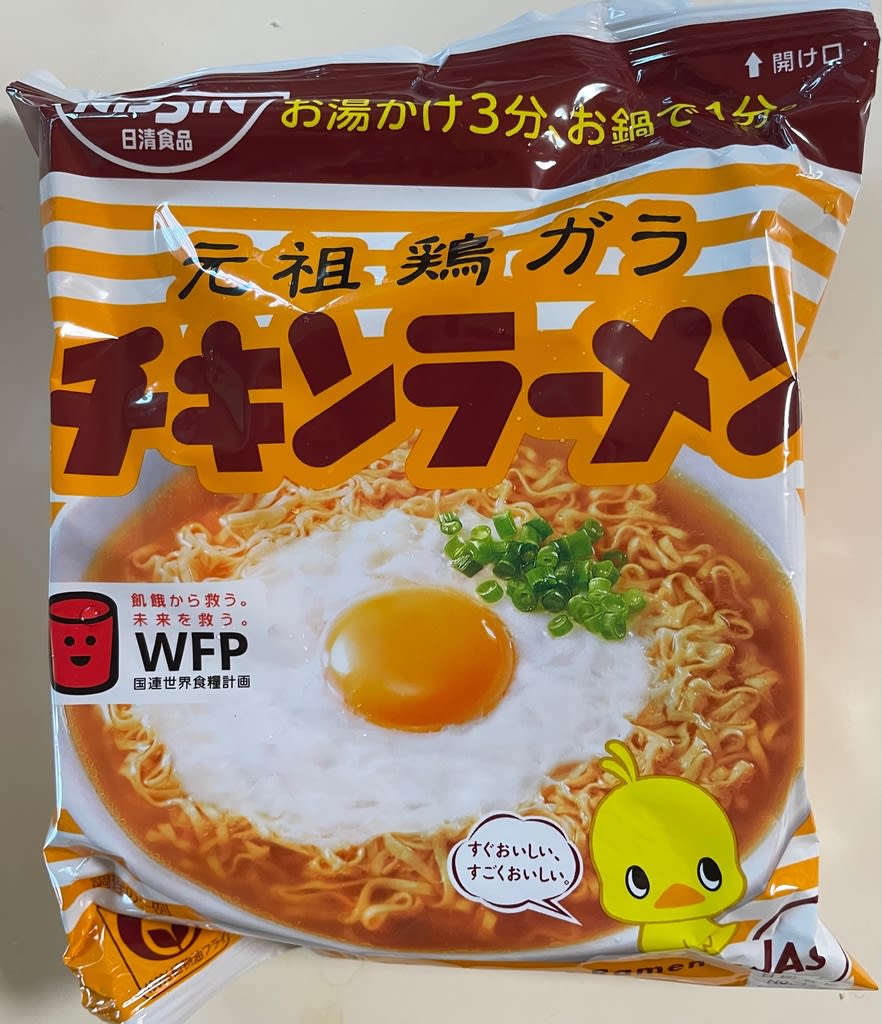 開け口
NISSIN
日清食品
お湯かけ3分、お鍋で1分。
元祖鶏ガラ
チキンラーメン
飢餓から救う。
未来を救う。
WFP
国連世界食糧計画
すぐおいしい、
すごくおいしい。
Ramen
JAS